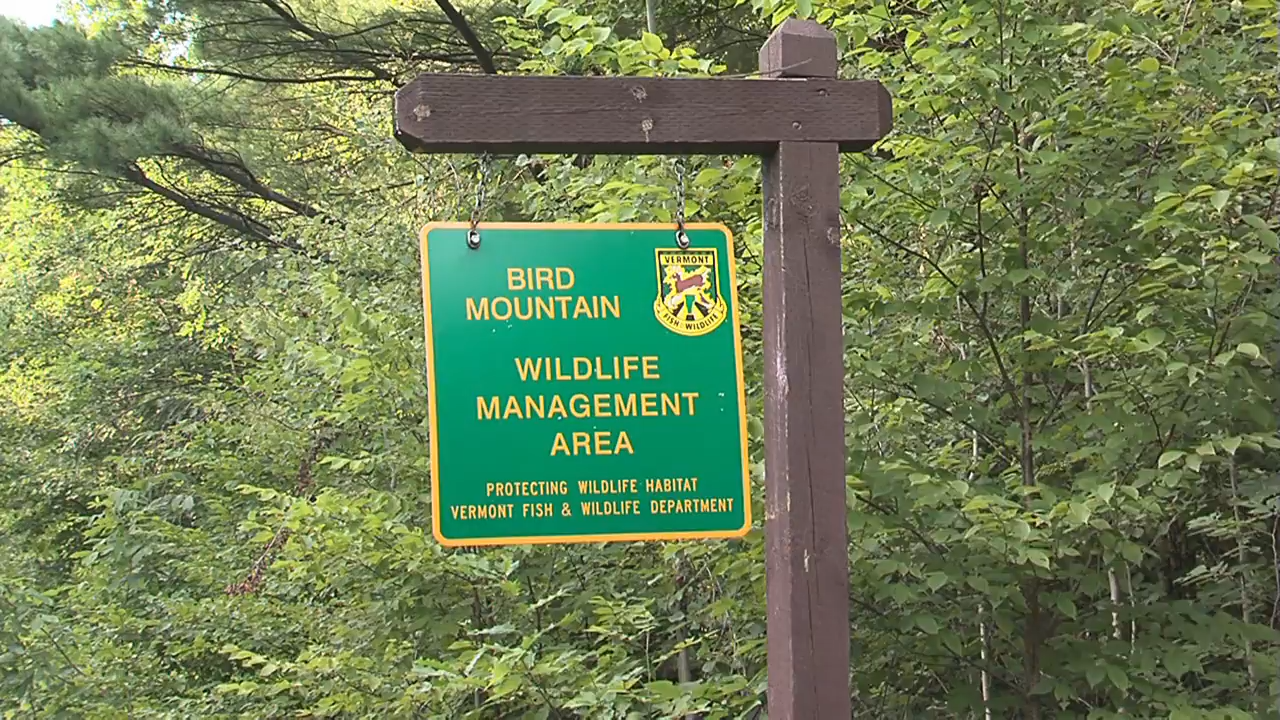 BIRD
MOUNTAIN
VERMONT
FISH & WILDLIFE
WILDLIFE
MANAGEMENT
AREA
PROTECTING WILDLIFE HABITAT
VERMONT FISH & WILDLIFE DEPARTMENT